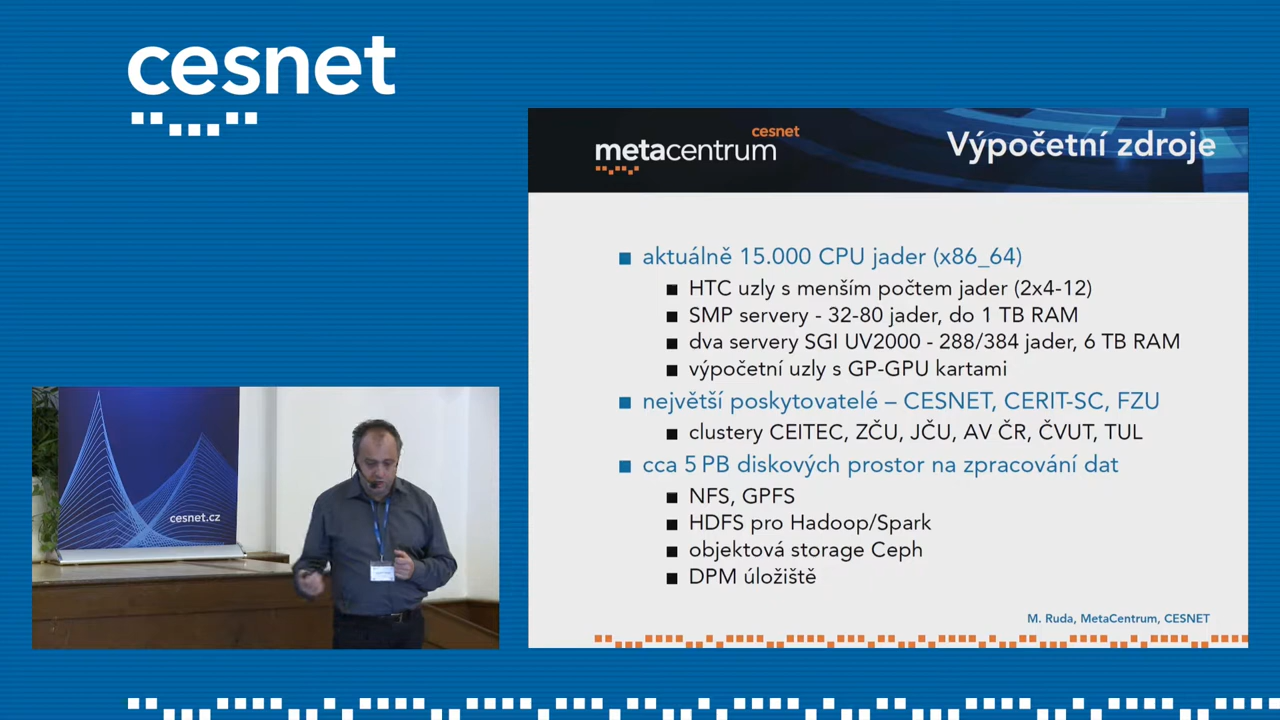 cesnet
cesnet
metacentrum
Výpočetní zdroje
aktuálně 15.000 CPU jader (x86_64)
HTC uzly s menším počtem jader (2x4-12)
SMP servery - 32-80 jader, do 1 TB RAM
dva servery SGI UV2000 - 288/384 jader, 6 TB RAM
výpočetní uzly s GP-GPU kartami
největší poskytovatelé – CESNET, CERIT-SC, FZU
clustery CEITEC, ZČU, JČU, AV ČR, ČVUT, TUL
cca 5 PB diskových prostor na zpracování dat
NFS, GPFS
HDFS pro Hadoop/Spark
objektová storage Ceph
DPM úložiště
M. Ruda, MetaCentrum, CESNET
cesnet.cz